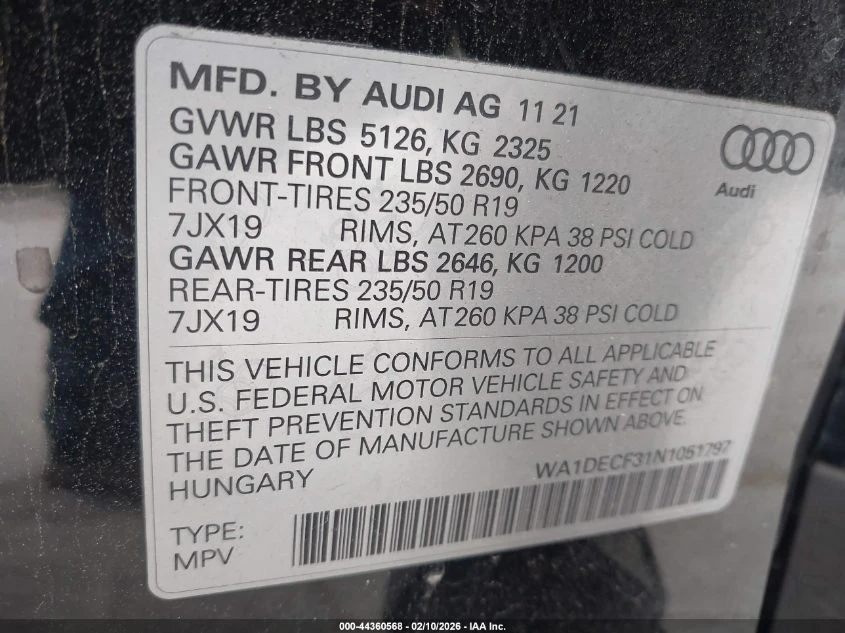 MFD. BY AUDI AG 11 21
GVWR LBS 5126, KG 2325
GAWR FRONT LBS 2690, KG 1220
FRONT-TIRES 235/50 R19
7JX19 RIMS, AT 260 KPA 38 PSI COLD
GAWR REAR LBS 2646, KG 1200
REAR-TIRES 235/50 R19
7JX19 RIMS, AT 260 KPA 38 PSI COLD
Audi
THIS VEHICLE CONFORMS TO ALL APPLICABLE
U.S. FEDERAL MOTOR VEHICLE SAFETY AND
THEFT PREVENTION STANDARDS IN EFFECT ON
THE DATE OF MANUFACTURE SHOWN ABOVE.
HUNGARY WA1DECF31N1051797
TYPE:
MPV
000-44360568 - 02/10/2026 - IAA Inc.